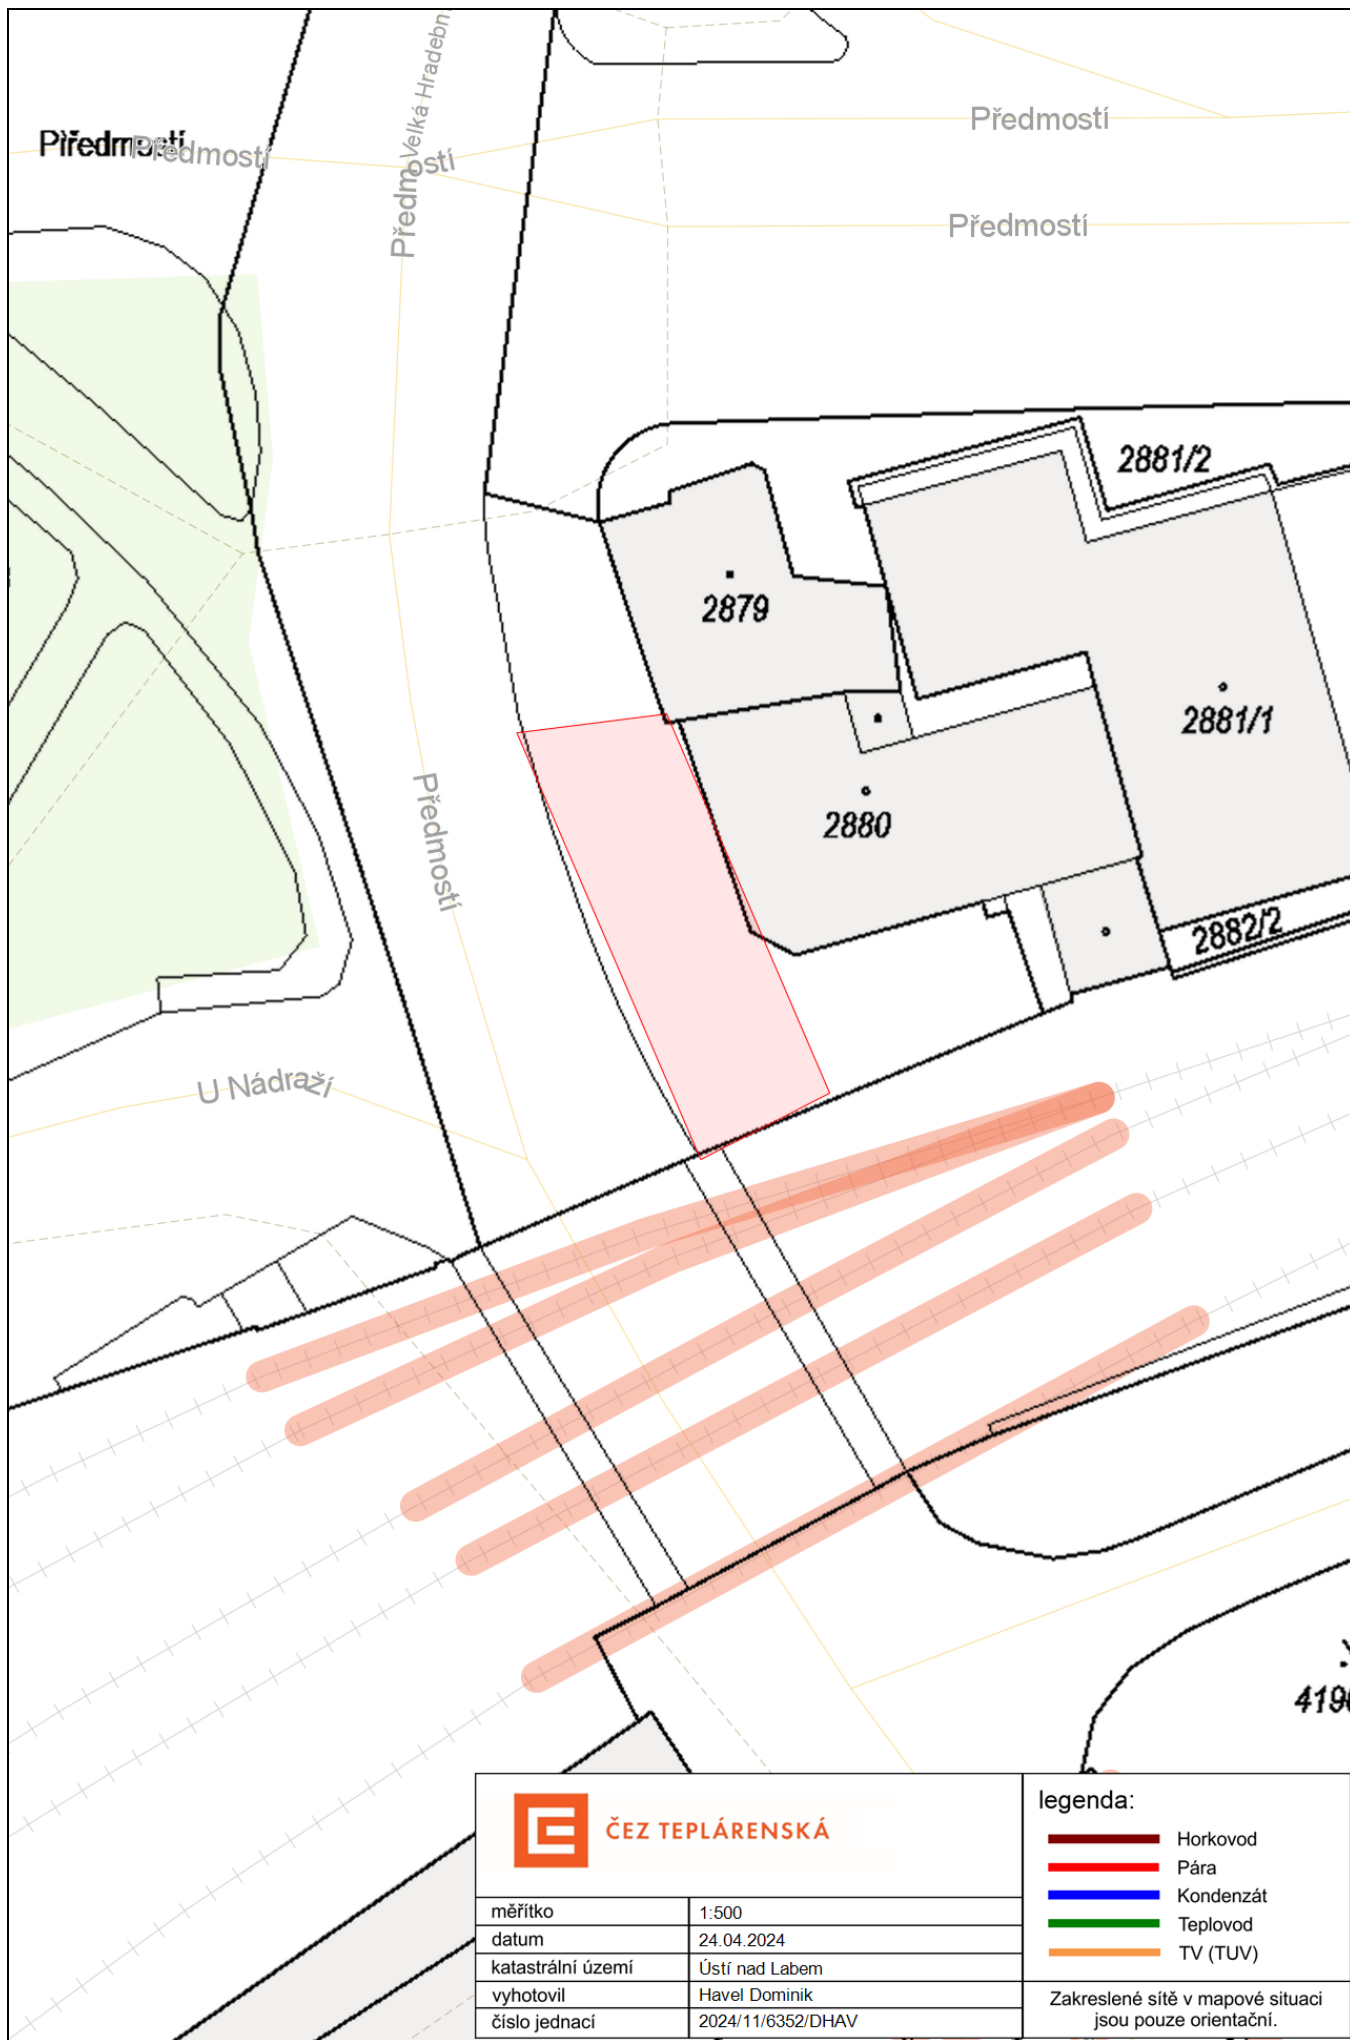 Velká Hradebn
Předmostí
Předmostí
Předmostí
Předmostí
Předmostí
Předmostí
2881/2
2879
2881/1
2880
2882/2
Předmostí
U Nádraží
ČEZ TEPLÁRENSKÁ
měřítko 1:500
datum 24.04.2024
katastrální území Ústí nad Labem
vyhotovil Havel Dominik
číslo jednací 2024/11/6352/DHAV
legenda:
Horkovod
Pára
Kondenzát
Teplovod
TV (TUV)
Zakreslené sítě v mapové situaci
jsou pouze orientační.